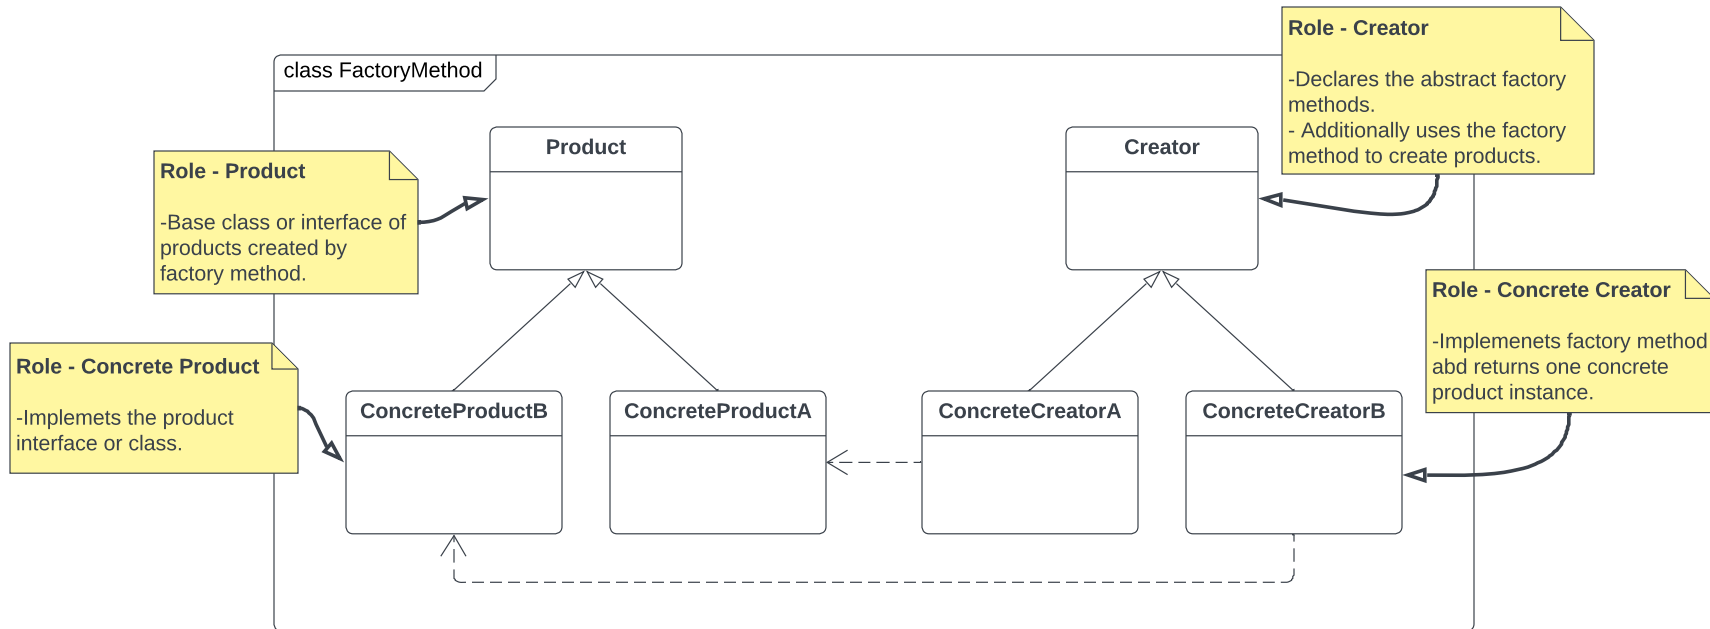 class FactoryMethod
Role - Creator
-Declares the abstract factory
methods.
- Additionally uses the factory
method to create products.
Product
Creator
Role - Product
-Base class or interface of
products created by
factory method.
Role - Concrete Creator
-Implemenets factory method
abd returns one concrete
product instance.
Role - Concrete Product
-Implemets the product
interface or class.
ConcreteProductB
ConcreteProductA
ConcreteCreatorA
ConcreteCreatorB